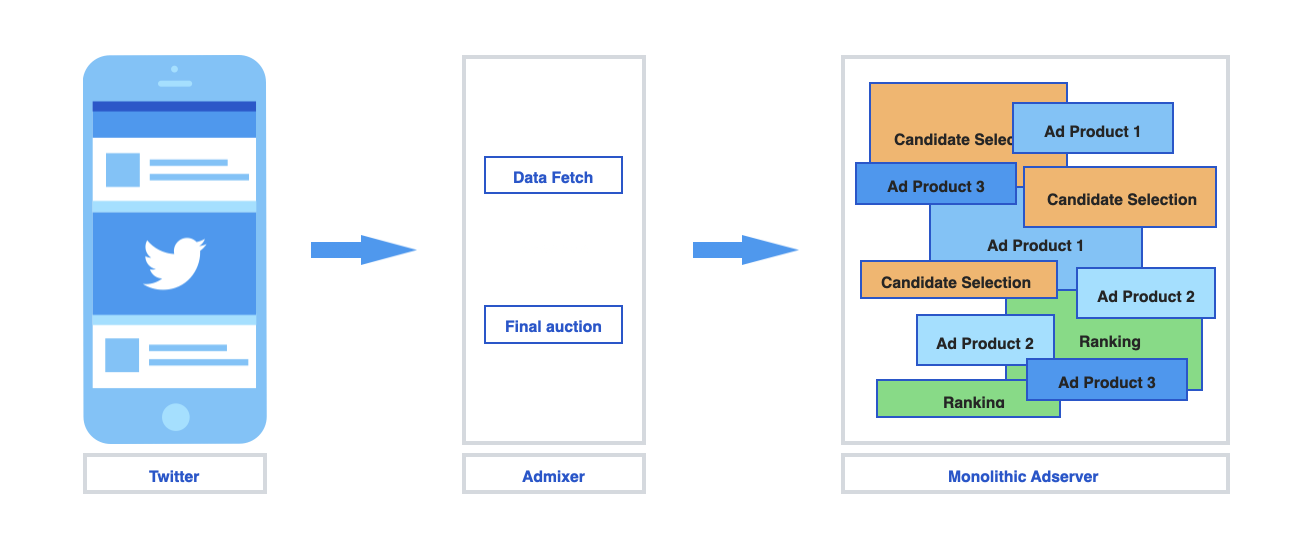 Data Fetch
Final auction
Candidate Selec
Ad Product 1
Ad Product 3
Candidate Selection
Ad Product 1
Candidate Selection
Ad Product 2
Ad Product 2
Ranking
Ad Product 3
Ranking
Twitter
Admixer
Monolithic Adserver